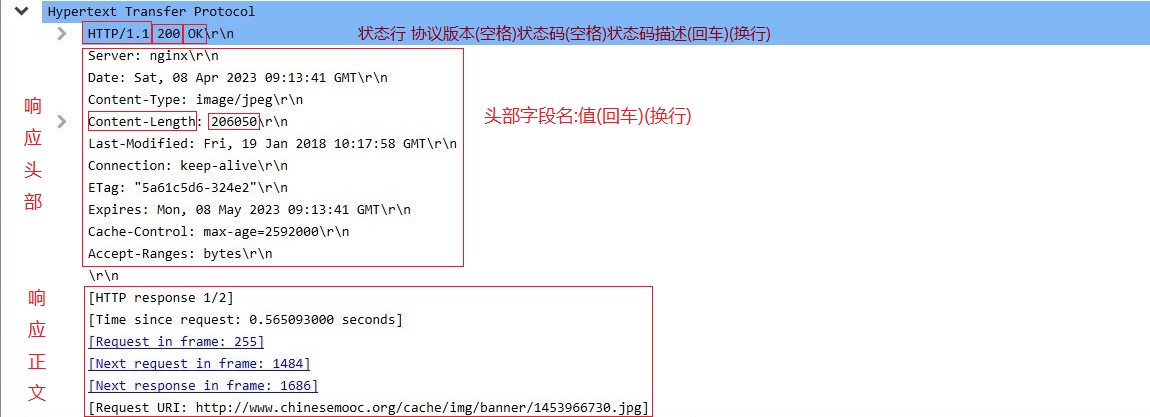 Hypertext Transfer Protocol
HTTP/1.1 200 OK\r\n 状态行 协议版本(空格)状态码(空格)状态码描述(回车)(换行)
响应头部
Server: nginx\r\n
Date: Sat, 08 Apr 2023 09:13:41 GMT\r\n
Content-Type: image/jpeg\r\n
Content-Length: 206050\r\n
头部字段名:值(回车)(换行)
Last-Modified: Fri, 19 Jan 2018 10:17:58 GMT\r\n
Connection: keep-alive\r\n
ETag: "5a61c5d6-324e2"\r\n
Expires: Mon, 08 May 2023 09:13:41 GMT\r\n
Cache-Control: max-age=2592000\r\n
Accept-Ranges: bytes\r\n
\r\n
响应正文
[HTTP response 1/2]
[Time since request: 0.565093000 seconds]
[Request in frame: 255]
[Next request in frame: 1484]
[Next response in frame: 1686]
[Request URI: http://www.chinesemooc.org/cache/img/banner/1453966730.jpg]